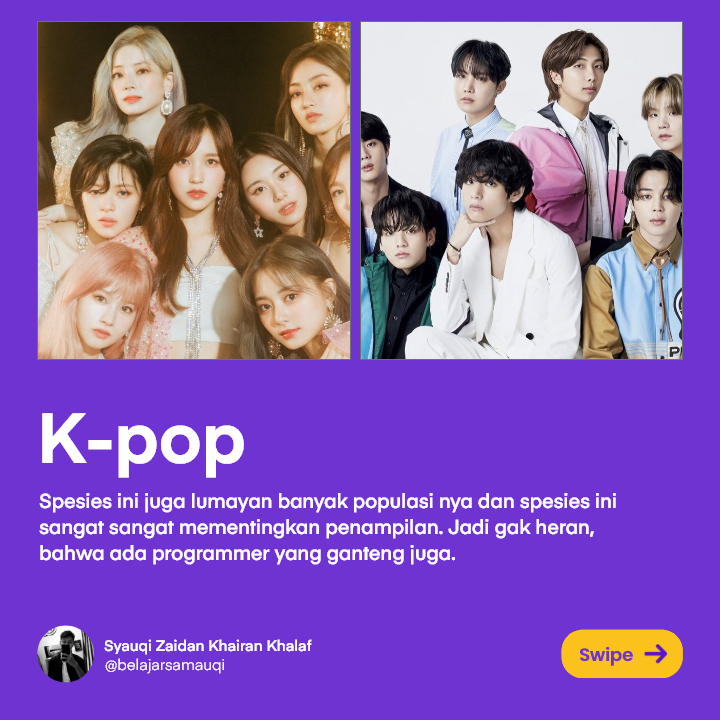 K-pop
Spesies ini juga lumayan banyak populasi nya dan spesies ini
sangat sangat mementingkan penampilan. Jadi gak heran,
bahwa ada programmer yang ganteng juga.
Syauqi Zaidan Khairan Khalaf
@belajarsamauqi
Swipe